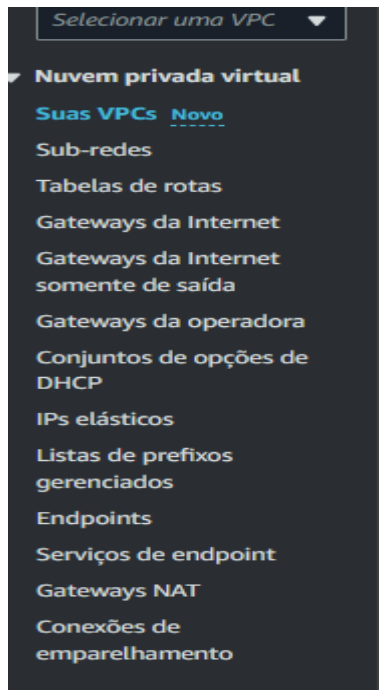 Selecionar uma VPC
Nuvem privada virtual
Suas VPCs Novo
Sub-redes
Tabelas de rotas
Gateways da Internet
Gateways da Internet
somente de saída
Gateways da operadora
Conjuntos de opções de
DHCP
IPs elásticos
Listas de prefixos
gerenciados
Endpoints
Serviços de endpoint
Gateways NAT
Conexões de
emparelhamento